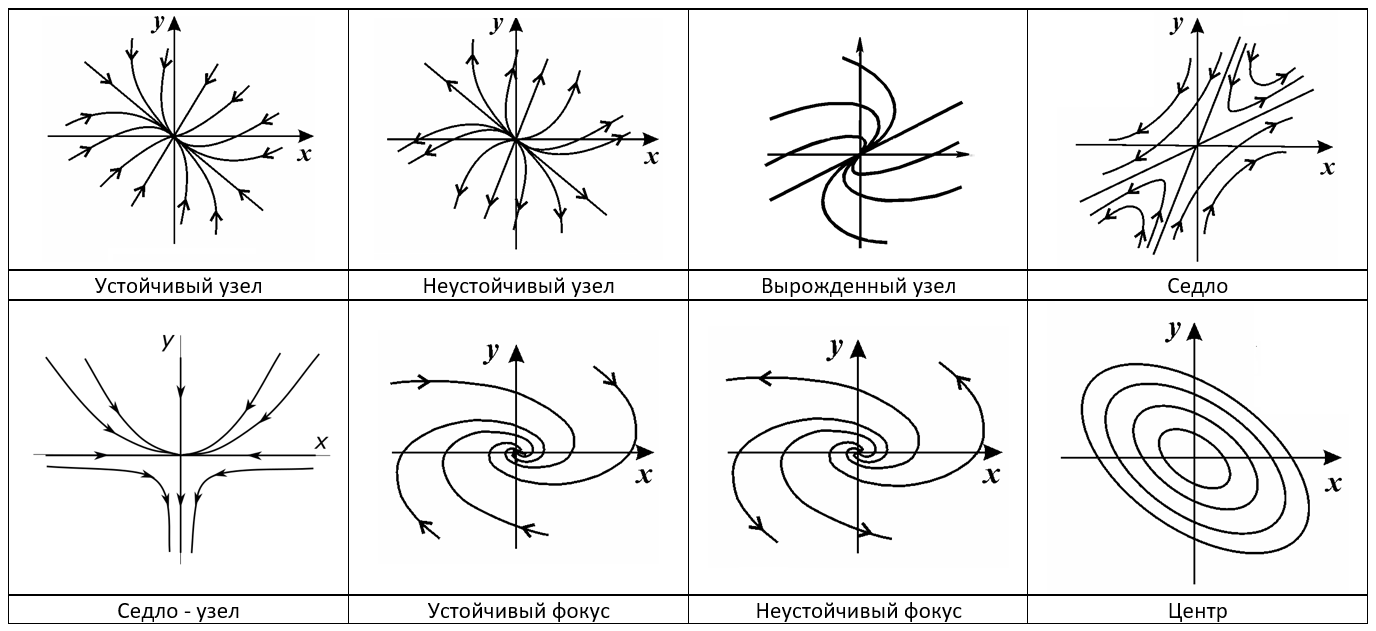 y
x
y
x
y
x
Устойчивый узел
Неустойчивый узел
Вырожденный узел
Седло
y
x
y
x
y
x
y
x
Седло - узел
Устойчивый фокус
Неустойчивый фокус
Центр